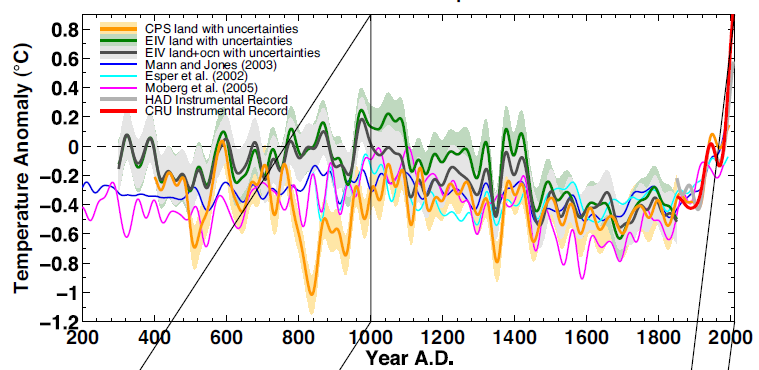 CPS land with uncertainties
EIV land with uncertainties
EIV land+ocn with uncertainties
Mann and Jones (2003)
Esper et al. (2002)
Moberg et al. (2005)
HAD Instrumental Record
CRU Instrumental Record
Temperature Anomaly (°C)
0.8
0.6
0.4
0.2
0
−0.2
−0.4
−0.6
−0.8
−1
−1.2
200 400 600 800 1000 1200 1400 1600 1800 2000
Year A.D.